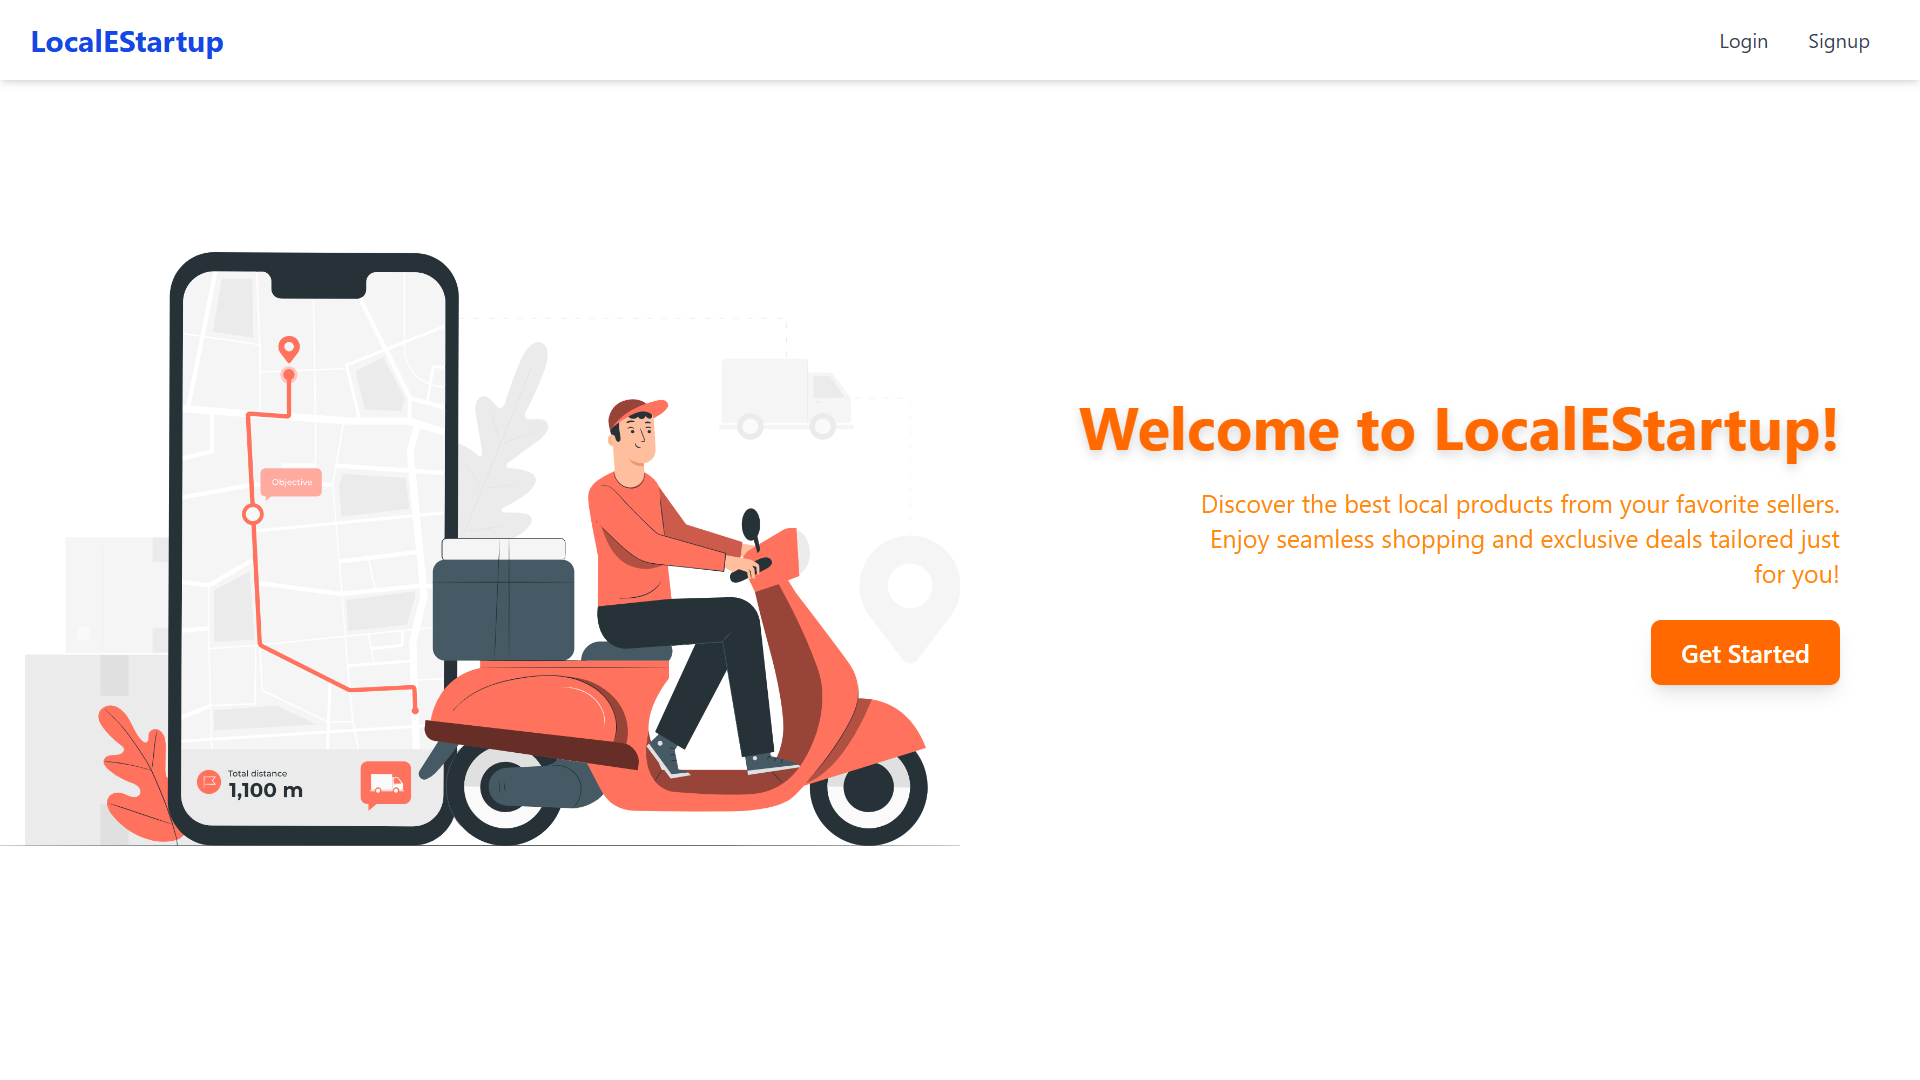 LocalEStartup
Login
Signup
Objective
Total distance
1,100 m
Welcome to LocalEStartup!
Discover the best local products from your favorite sellers.
Enjoy seamless shopping and exclusive deals tailored just
for you!
Get Started